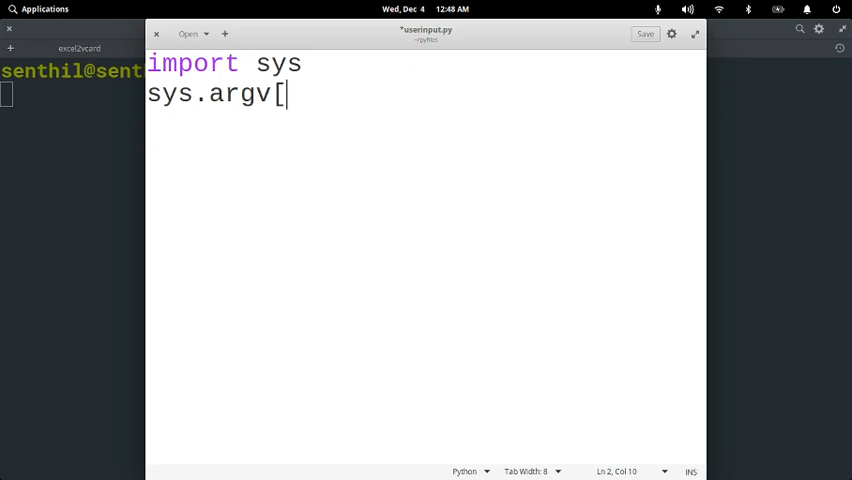 Applications
Wed, Dec 4 12:48 AM
Open
*userinput.py
~/pyfiles
Save
excel2vcard
import sys
senthil@sent
sys.argv[
Python
Tab Width: 8
Ln 2, Col 10
INS